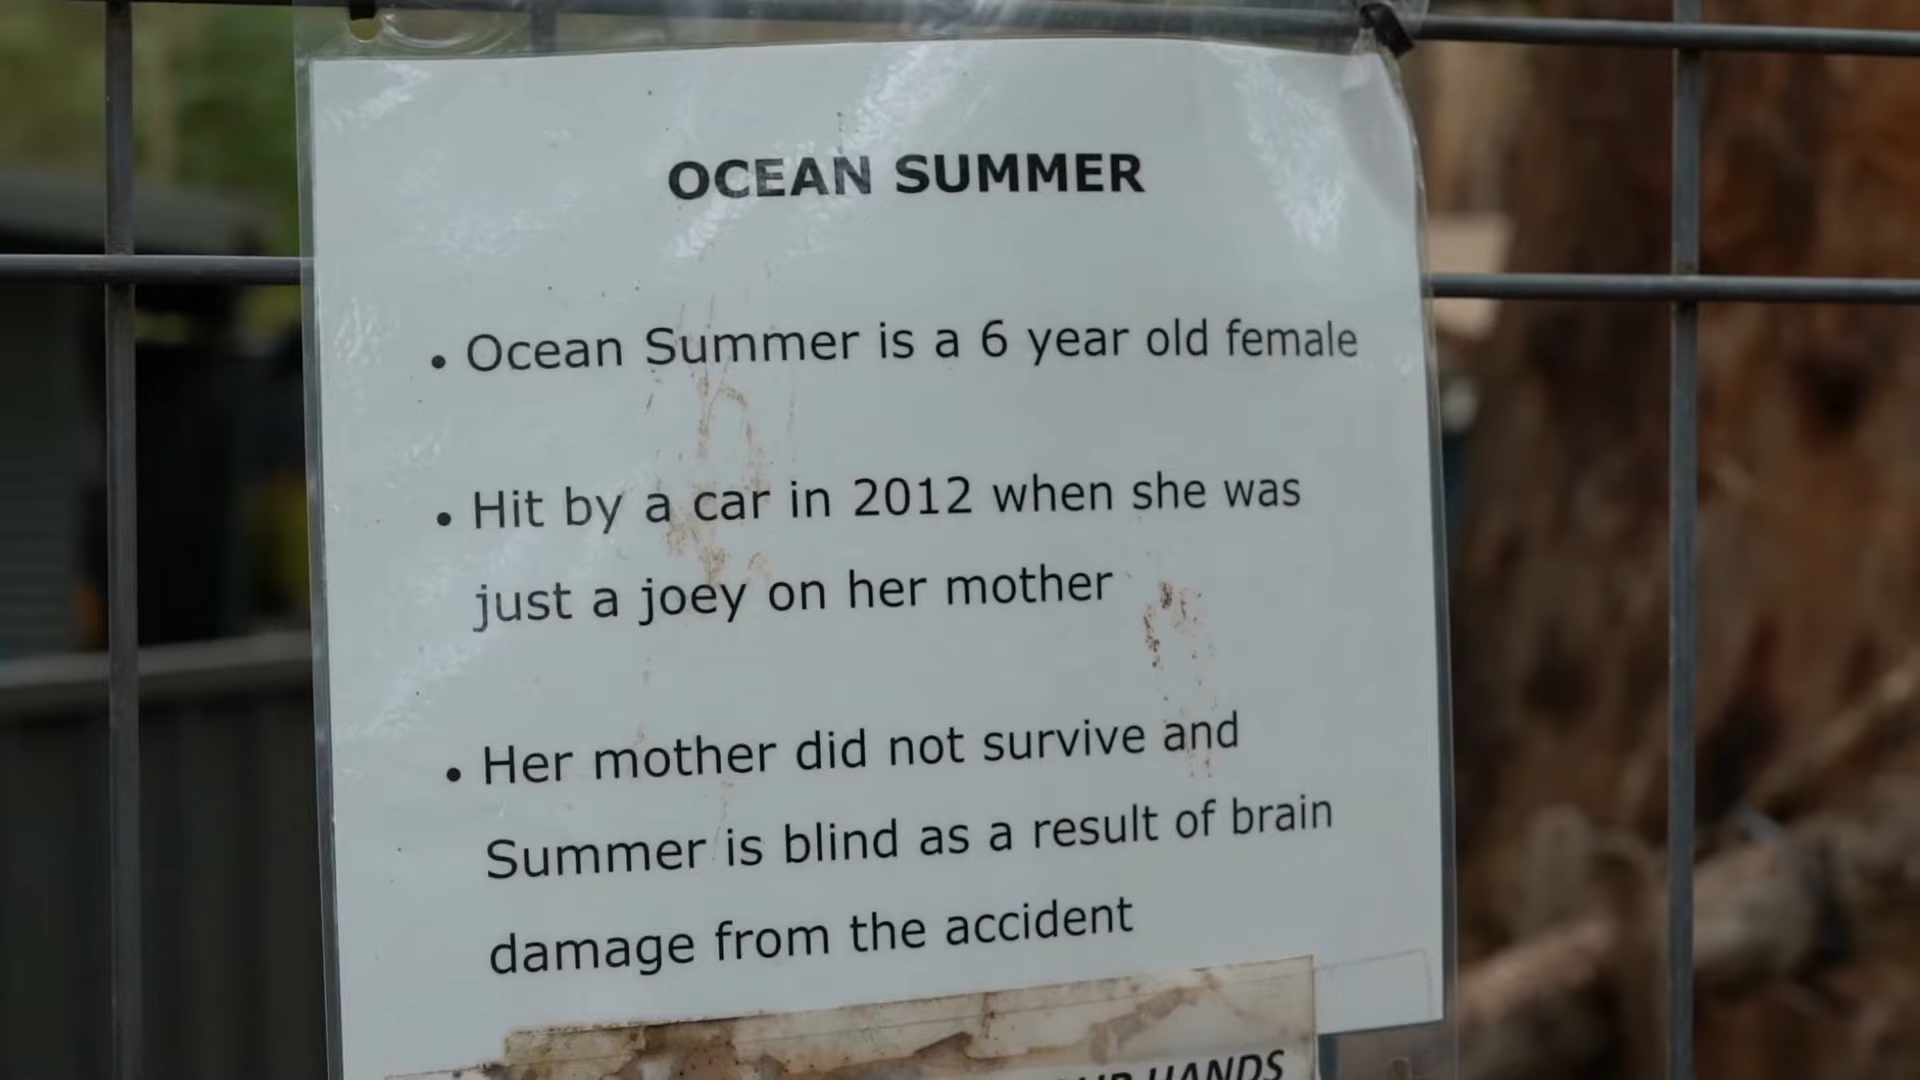 OCEAN SUMMER
• Ocean Summer is a 6 year old female
• Hit by a car in 2012 when she was
just a joey on her mother
• Her mother did not survive and
Summer is blind as a result of brain
damage from the accident
HANDS